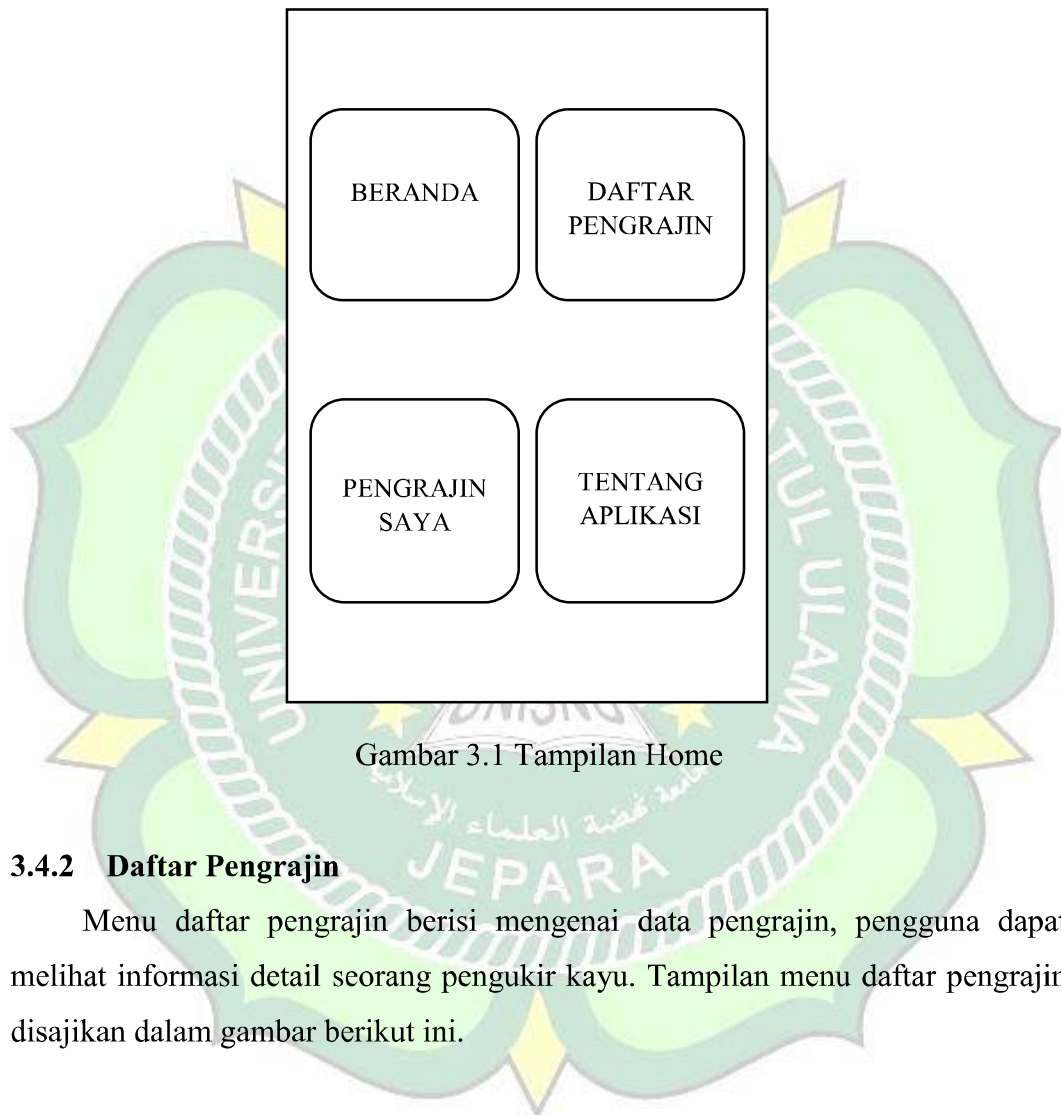 BERANDA
DAFTAR
PENGRAJIN
PENGRAJIN
SAYA
TENTANG
APLIKASI
Gambar 3.1 Tampilan Home
3.4.2 Daftar Pengrajin
Menu daftar pengrajin berisi mengenai data pengrajin, pengguna dapat
melihat informasi detail seorang pengukir kayu. Tampilan menu daftar pengrajin
disajikan dalam gambar berikut ini.
ULAMA
JEPARA